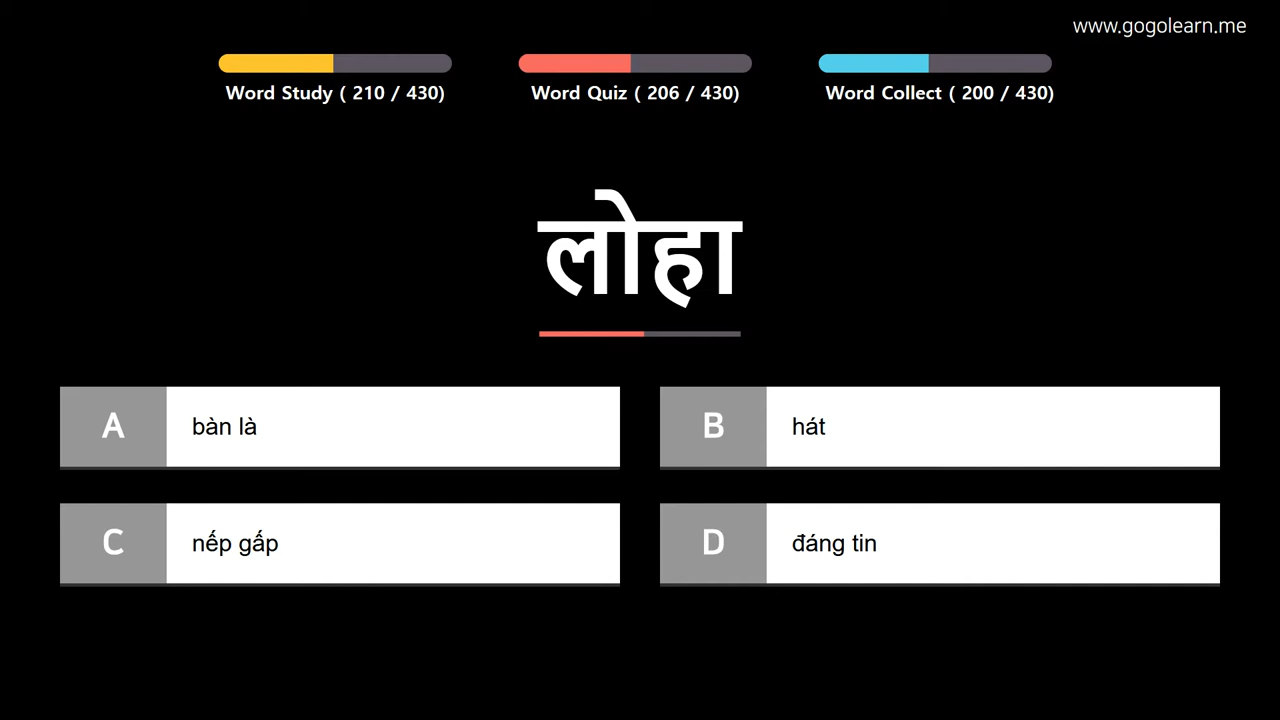 www.gogolearn.me
Word Study ( 210 / 430)
Word Quiz ( 206 / 430)
Word Collect ( 200 / 430)
लोहा
A bàn là
B hát
C nếp gấp
D đáng tin